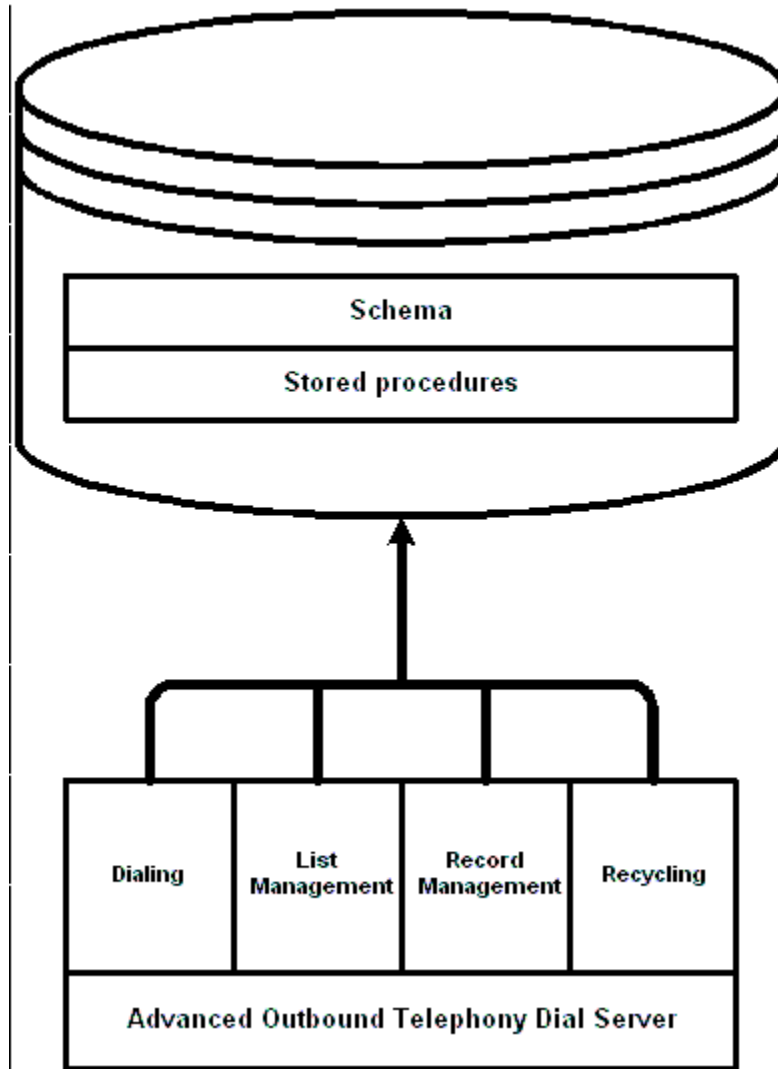 Schema
Stored procedures
Dialing
List
Management
Record
Management
Recycling
Advanced Outbound Telephony Dial Server